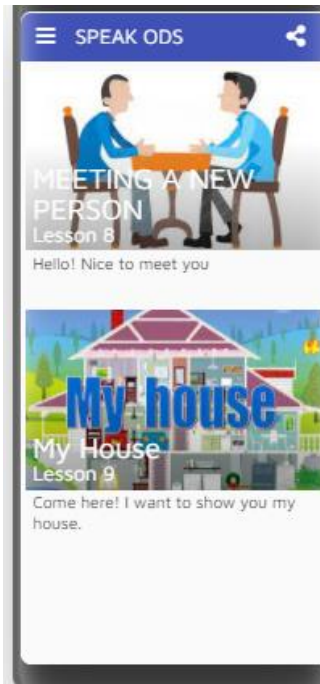 SPEAK ODS
MEETING A NEW
PERSON
Lesson 8
Hello! Nice to meet you
My house
My House
Lesson 9
Come here! I want to show you my
house.